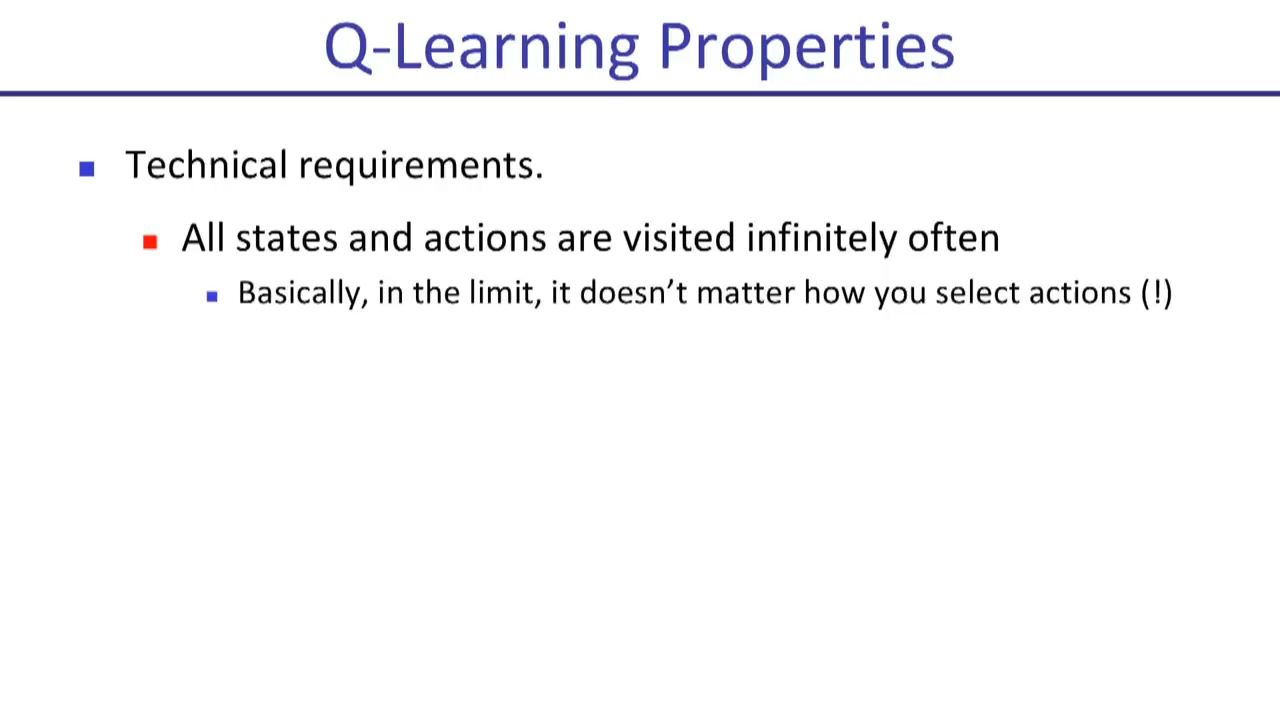 Q-Learning Properties
Technical requirements.
All states and actions are visited infinitely often
Basically, in the limit, it doesn’t matter how you select actions (!)